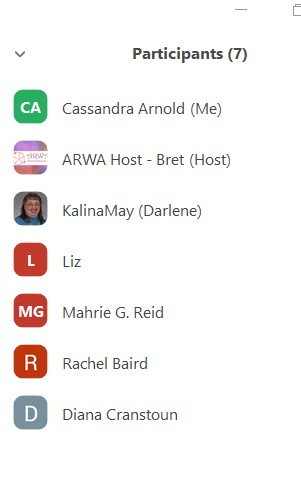 Participants (7)
CA Cassandra Arnold (Me)
ARWA ARWA Host - Bret (Host)
KalinaMay (Darlene)
L Liz
MG Mahrie G. Reid
R Rachel Baird
D Diana Cranstoun